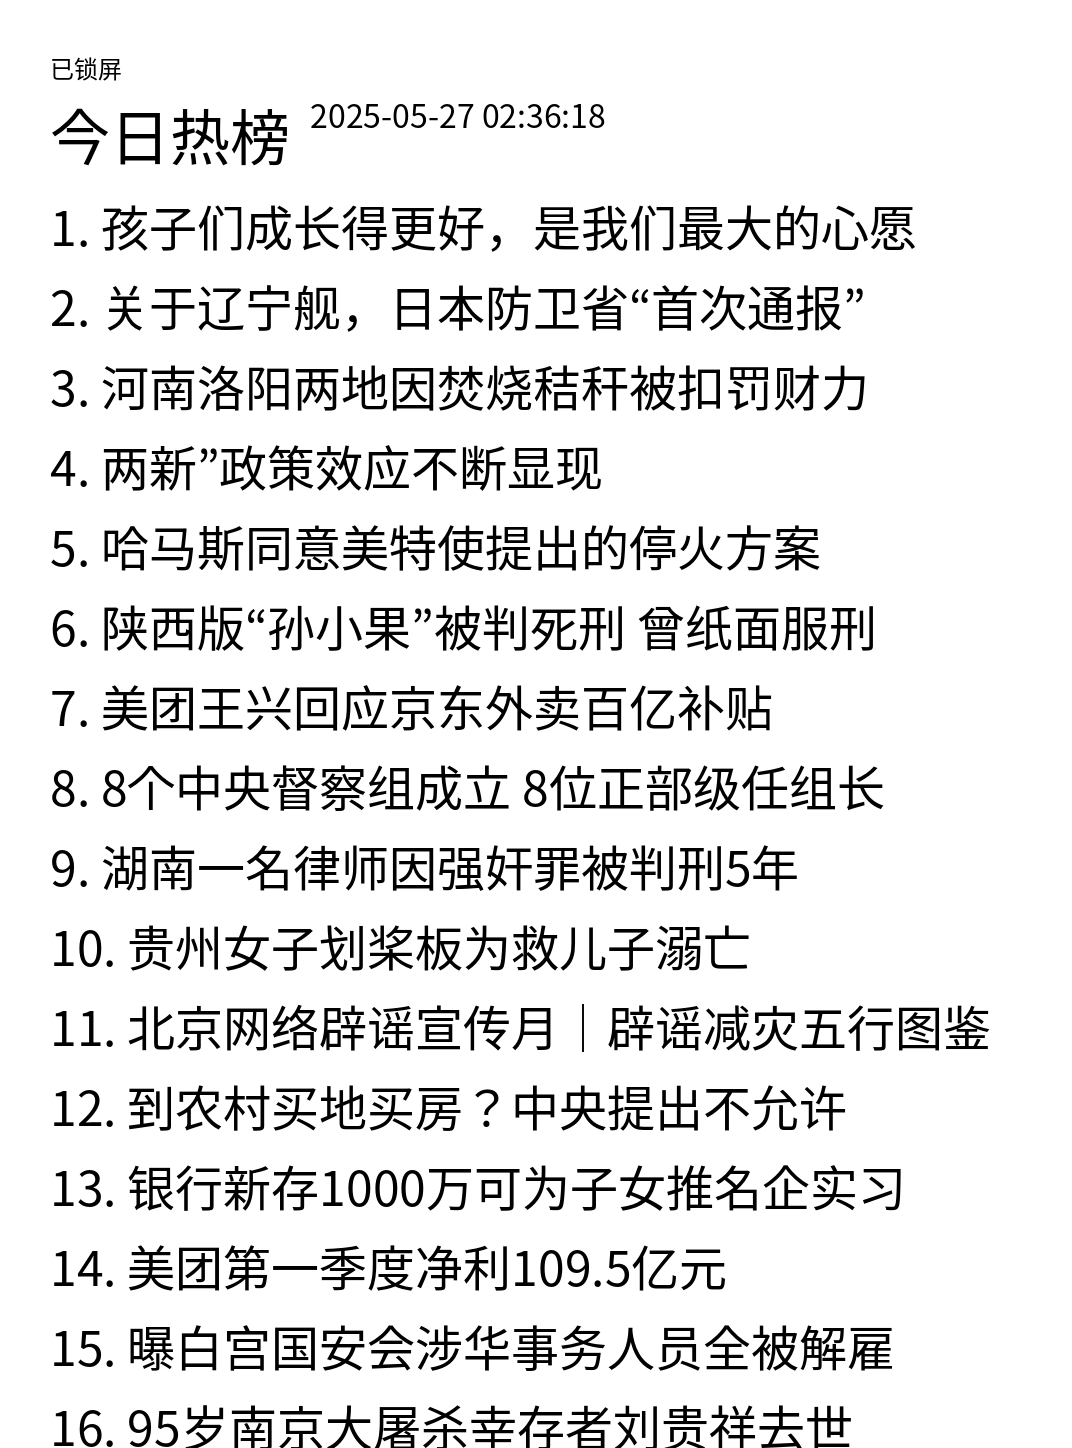 已锁屏
今日热榜 2025-05-27 02:36:18
1. 孩子们成长得更好，是我们最大的心愿
2. 关于辽宁舰，日本防卫省“首次通报”
3. 河南洛阳两地因焚烧秸秆被扣罚财力
4. 两新”政策效应不断显现
5. 哈马斯同意美特使提出的停火方案
6. 陕西版“孙小果”被判死刑 曾纸面服刑
7. 美团王兴回应京东外卖百亿补贴
8. 8个中央督察组成立 8位正部级任组长
9. 湖南一名律师因强奸罪被判刑5年
10. 贵州女子划桨板为救儿子溺亡
11. 北京网络辟谣宣传月｜辟谣减灾五行图鉴
12. 到农村买地买房？中央提出不允许
13. 银行新存1000万可为子女推名企实习
14. 美团第一季度净利109.5亿元
15. 曝白宫国安会涉华事务人员全被解雇
16. 95岁南京大屠杀幸存者刘贵祥去世